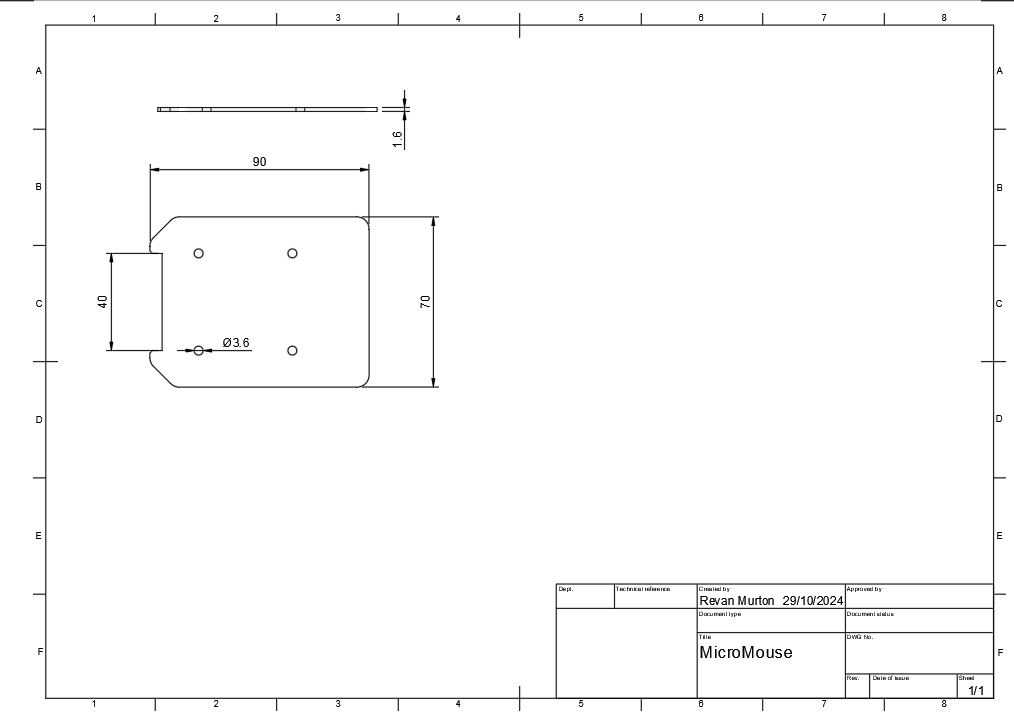 1 2 3 4 5 6 7 8
A A
1.6
90
B B
40
70
C C
Ø3.6
D D
E E
Dept. Technical reference Created by Approved by
Revan Murton 29/10/2024
Document type Document status
Title DWG No.
MicroMouse
F F
Rev. Date of issue Sheet
1/1
1 2 3 4 5 6 7 8